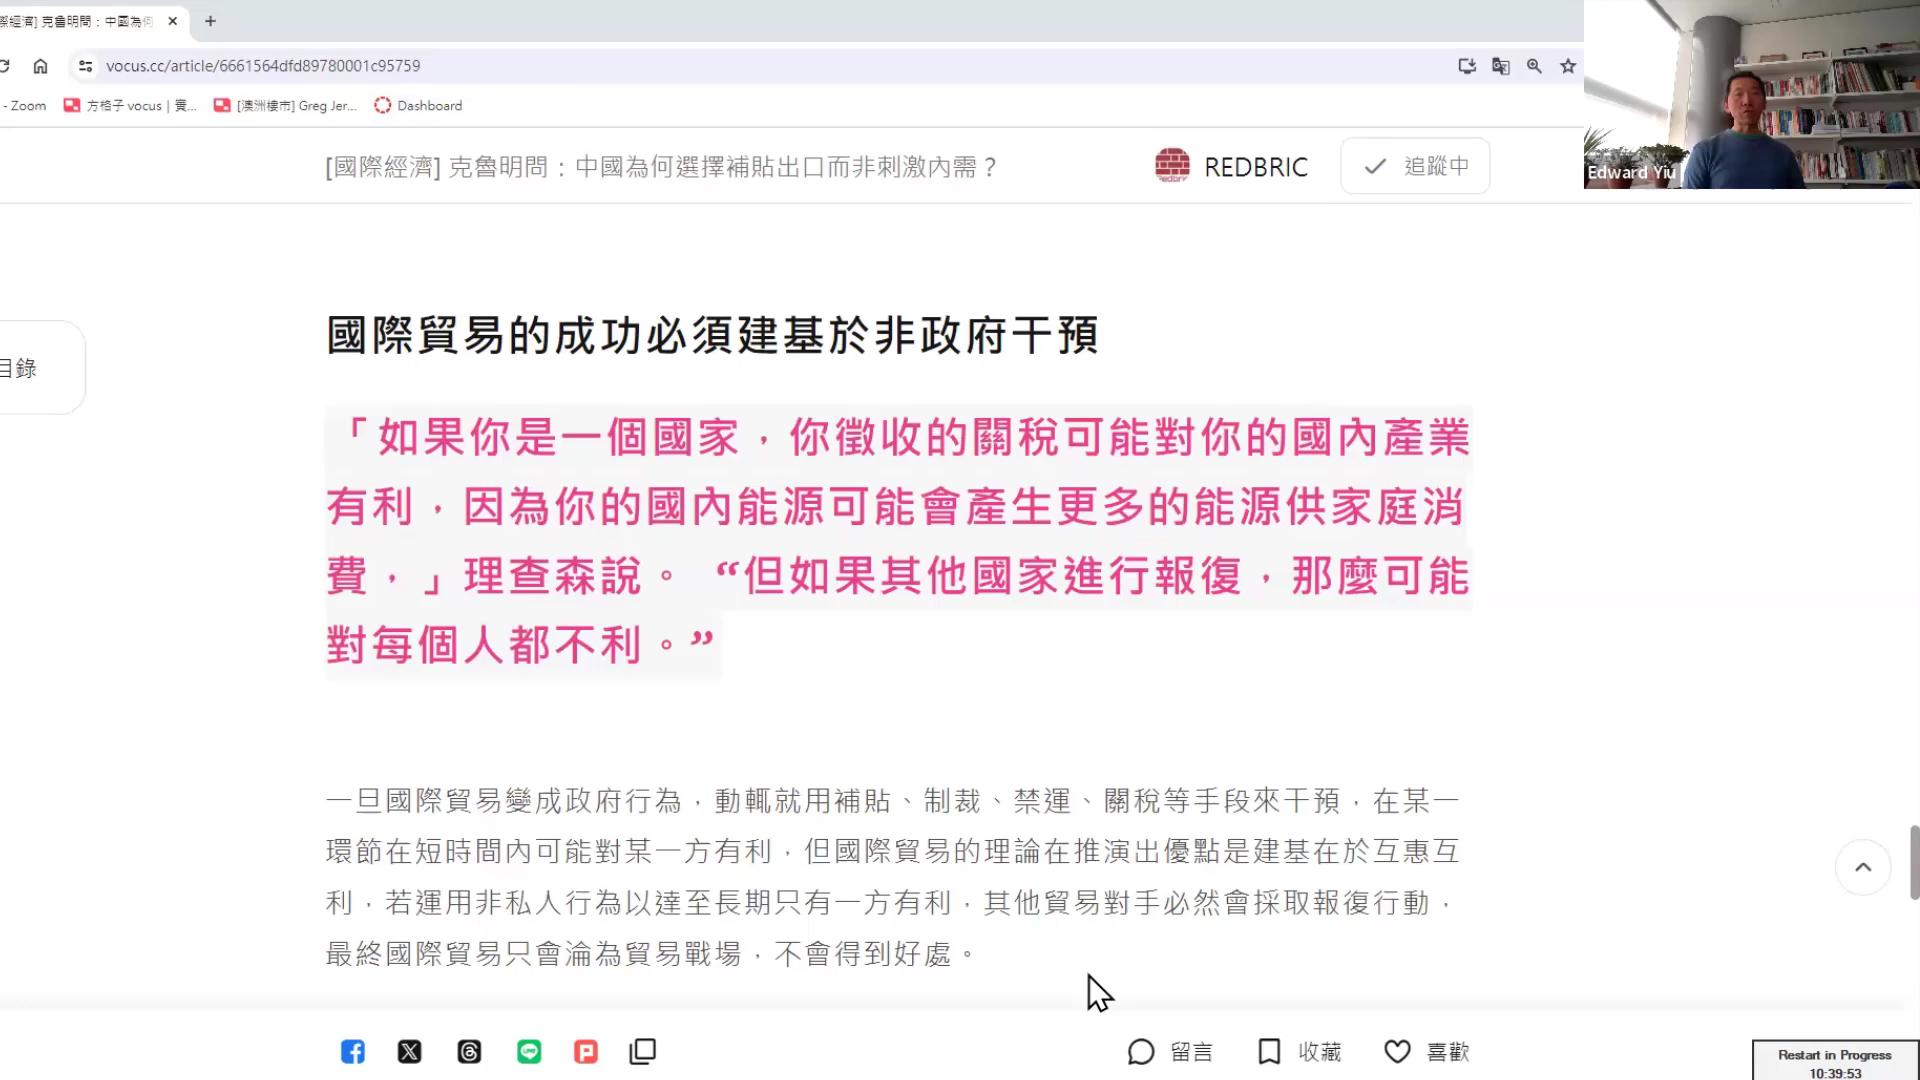 祭經濟] 克魯明問：中國為何
vocus.cc/article/6661564dfd89780001c95759
- Zoom
方格子 vocus | 實...
[澳洲樓市] Greg Jer...
Dashboard
[國際經濟] 克魯明問：中國為何選擇補貼出口而非刺激內需？
REDBRIC
追蹤中
Edward Yiu
目錄
國際貿易的成功必須建基於非政府干預
「如果你是一個國家，你徵收的關稅可能對你的國內產業
有利，因為你的國內能源可能會產生更多的能源供家庭消
費，」理查森說。 “但如果其他國家進行報復，那麼可能
對每個人都不利。”
一旦國際貿易變成政府行為，動輒就用補貼、制裁、禁運、關稅等手段來干預，在某一
環節在短時間內可能對某一方有利，但國際貿易的理論在推演出優點是建基在於互惠互
利，若運用非私人行為以達至長期只有一方有利，其他貿易對手必然會採取報復行動，
最終國際貿易只會淪為貿易戰場，不會得到好處。
留言
收藏
喜歡
Restart in Progress
10:39:53